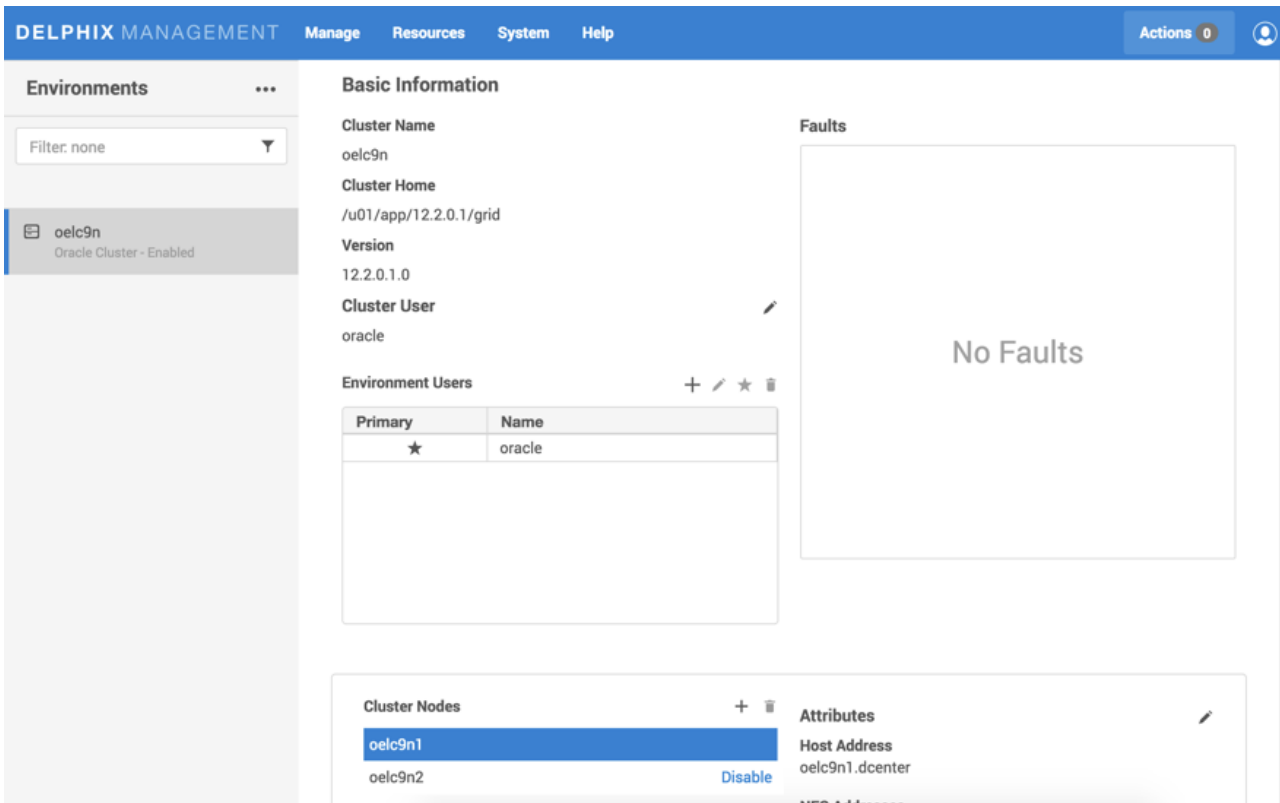 DELPHIX MANAGEMENT Manage Resources System Help Actions 0
Environments
Filter: none
oelc9n
Oracle Cluster - Enabled
Basic Information
Cluster Name
oelc9n
Cluster Home
/u01/app/12.2.0.1/grid
Version
12.2.0.1.0
Cluster User
oracle
Environment Users
Primary Name
oracle
Faults
No Faults
Cluster Nodes
oelc9n1
oelc9n2 Disable
Attributes
Host Address
oelc9n1.dcenter